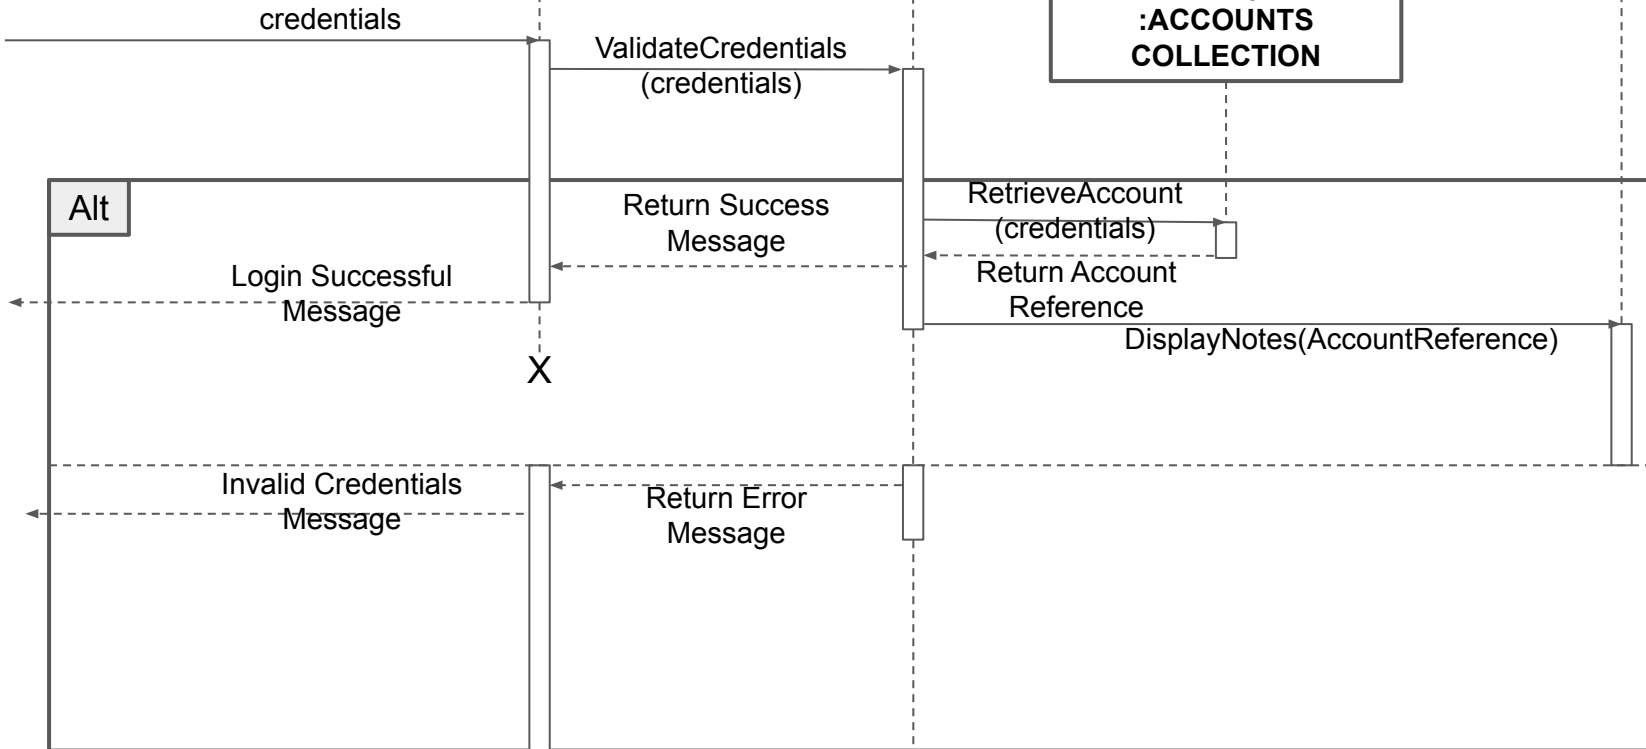 credentials
:ACCOUNTS
COLLECTION
ValidateCredentials
(credentials)
Alt
Return Success
Message
RetrieveAccount
(credentials)
Return Account
Reference
Login Successful
Message
DisplayNotes(AccountReference)
X
Invalid Credentials
Message
Return Error
Message